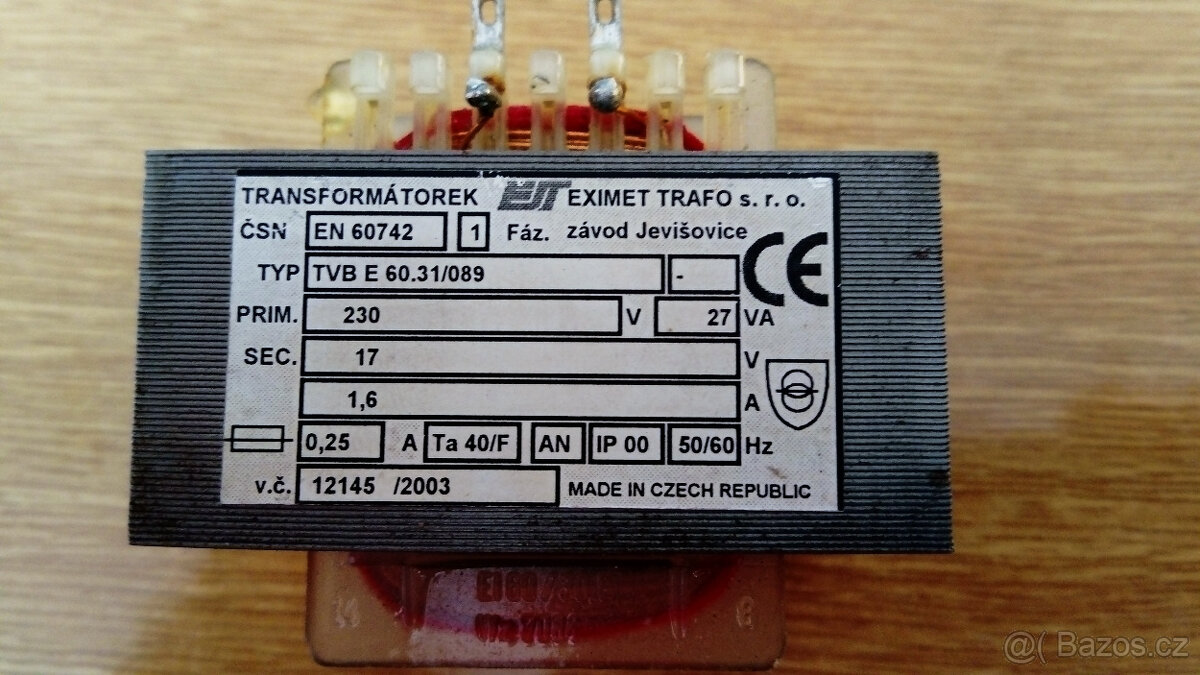 TRANSFORMÁTOREK EJT EXIMET TRAFO s. r. o.
ČSN EN 60742 1 Fáz. závod Jevišovice
TYP TVB E 60.31/089 - CE
PRIM. 230 V 27 VA
SEC. 17 V
1,6 A
0,25 A Ta 40/F AN IP 00 50/60 Hz
v.č. 12145 /2003 MADE IN CZECH REPUBLIC
Bazos.cz